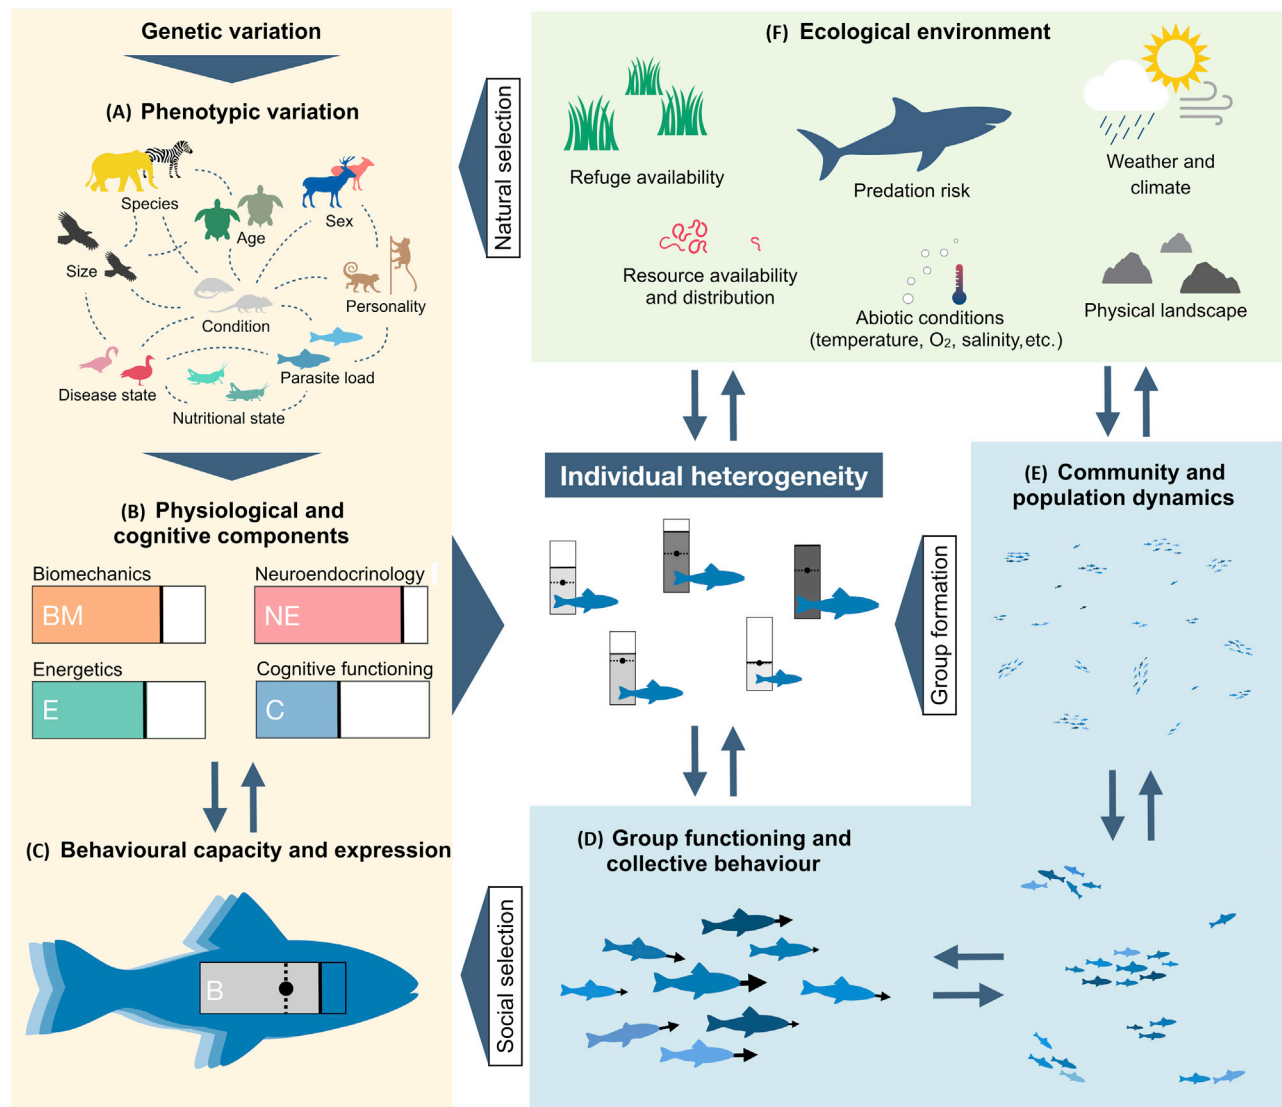 Genetic variation
(A) Phenotypic variation
Species
Age
Sex
Size
Condition
Personality
Disease state
Nutritional state
Parasite load
(B) Physiological and
cognitive components
Biomechanics
BM
Neuroendocrinology
NE
Energetics
E
Cognitive functioning
C
(C) Behavioural capacity and expression
B
Natural selection
Social selection
(F) Ecological environment
Refuge availability
Predation risk
Weather and
climate
Resource availability
and distribution
Abiotic conditions
(temperature, O₂, salinity, etc.)
Physical landscape
Individual heterogeneity
Group formation
(E) Community and
population dynamics
(D) Group functioning and
collective behaviour